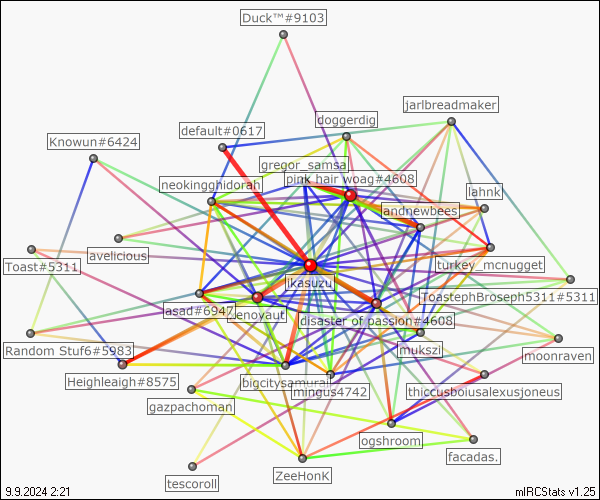 Duck™#9103
jarlbreadmaker
doggerdig
default#0617
Knowun#6424
gregor_samsa
pink hair woag#4608
neokingghidorah
lahnk
andnewbees
avelicious
turkey_mcnugget
Toast#5311
ikasuzu
ToastephBroseph5311#5311
asad#6947
zenoyaut
disaster of passion#4608
Random Stuf6#5983
mukszi
moonraven
Heighleaigh#8575
bigcitysamurai
mingus4742
thiccusboiusalexusjoneus
gazpachoman
ogshroom
facadas.
ZeeHonK
tescoroll
9.9.2024 2:21
mIRCStats v1.25